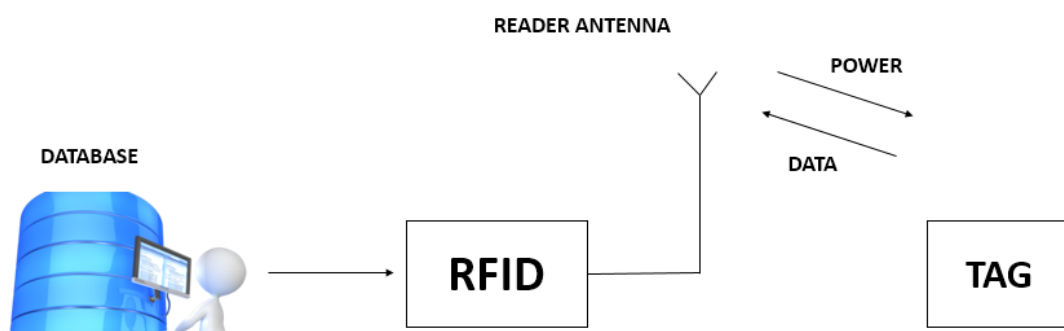 READER ANTENNA
POWER
DATABASE
DATA
RFID
TAG